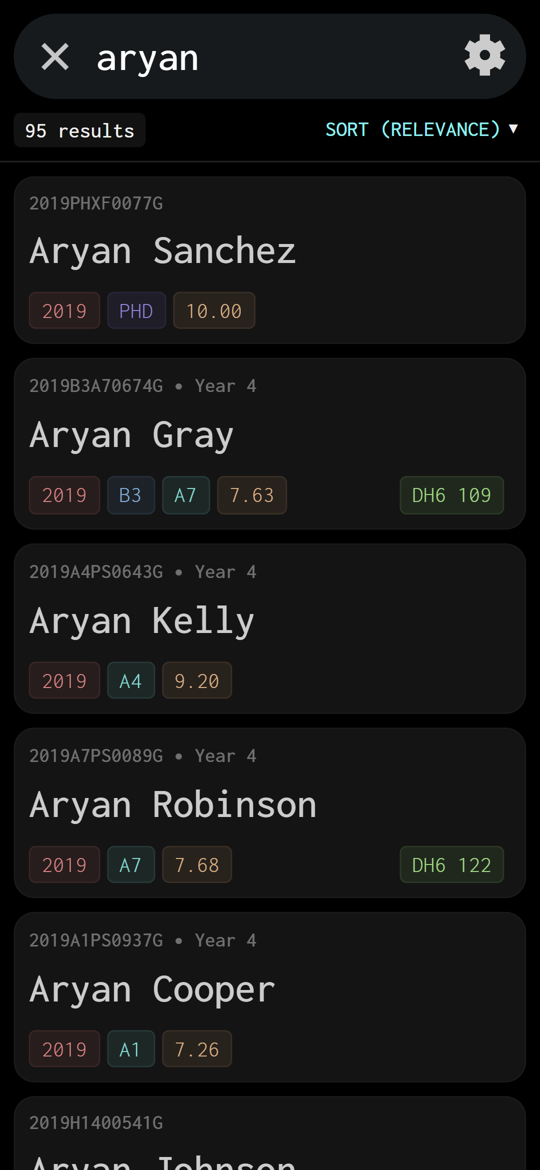 aryan
95 results
SORT (RELEVANCE) ▼
2019PHXF0077G
Aryan Sanchez
2019 PHD 10.00
2019B3A70674G • Year 4
Aryan Gray
2019 B3 A7 7.63 DH6 109
2019A4PS0643G • Year 4
Aryan Kelly
2019 A4 9.20
2019A7PS0089G • Year 4
Aryan Robinson
2019 A7 7.68 DH6 122
2019A1PS0937G • Year 4
Aryan Cooper
2019 A1 7.26
2019H1400541G
Aryan Johnson